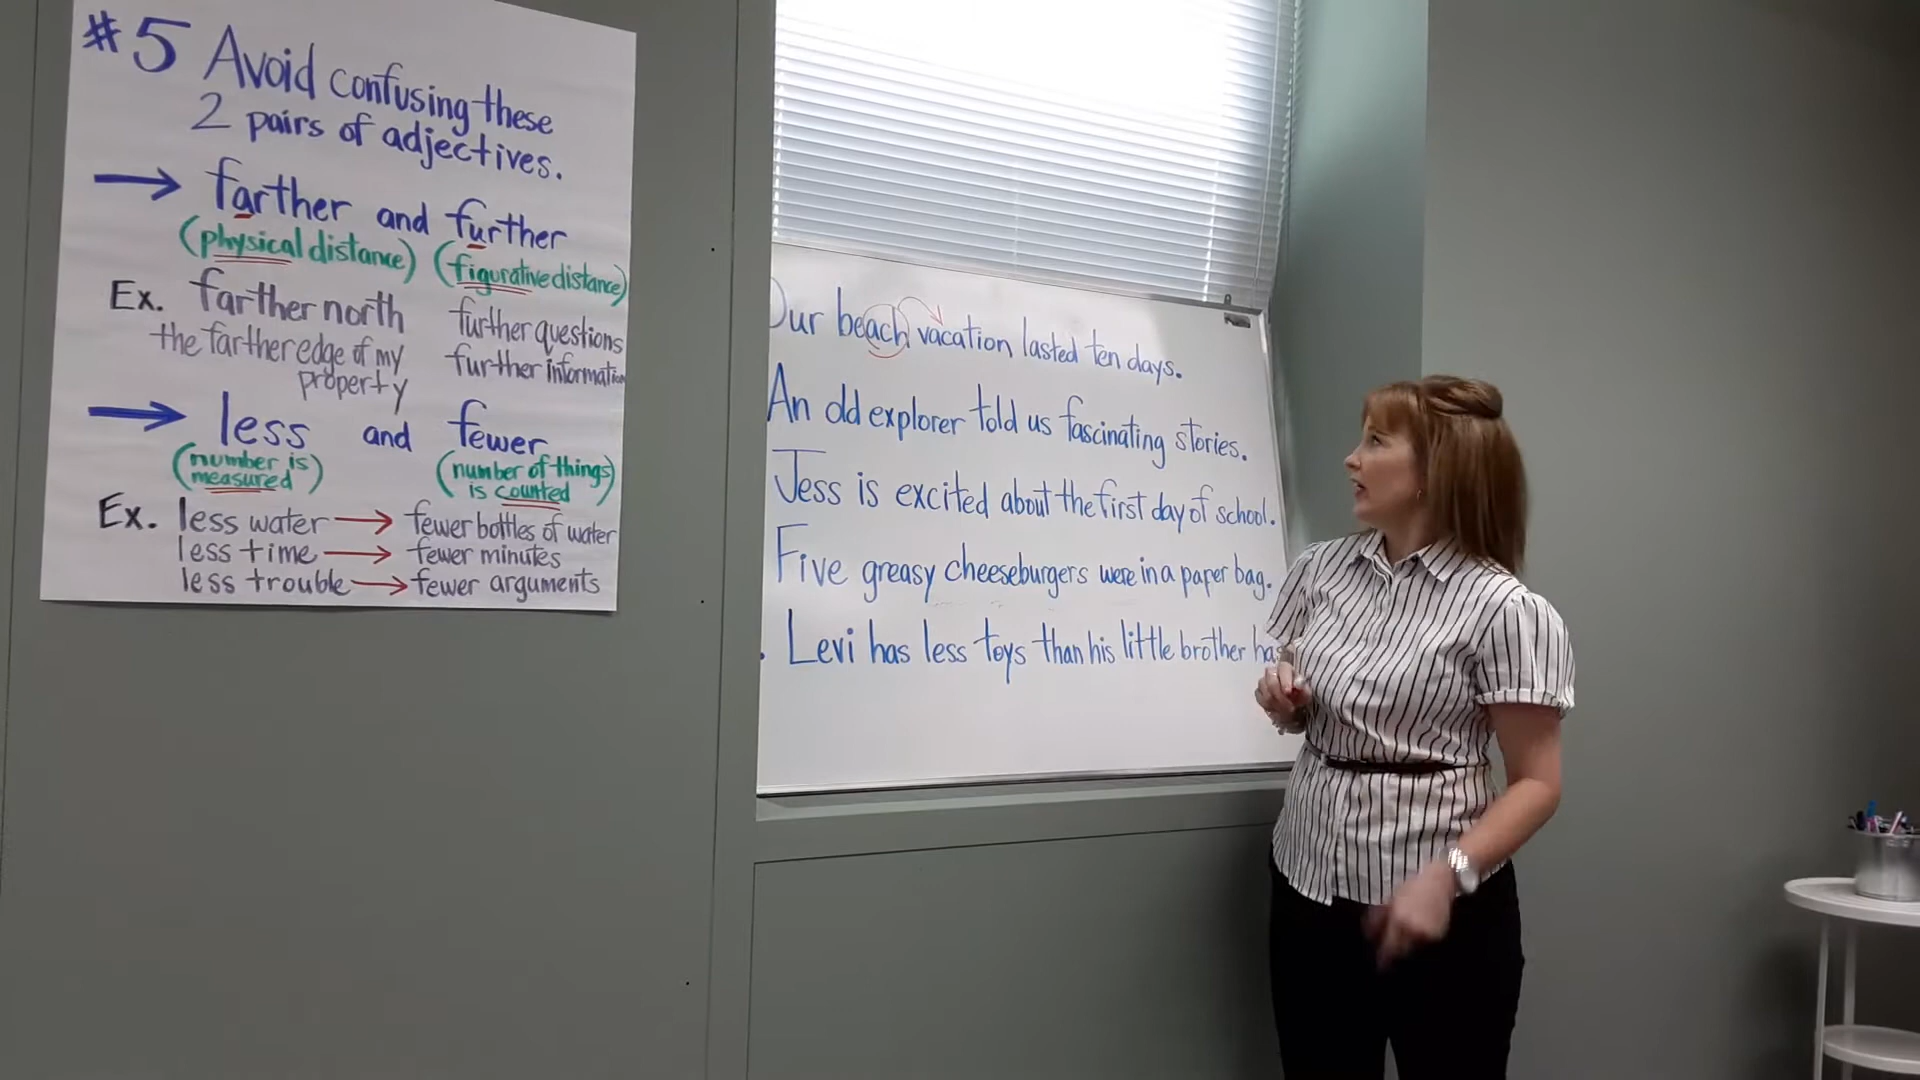 #5 Avoid confusing these
2 pairs of adjectives.
→ farther and further
(physical distance) (figurative distance)
Ex. farther north further questions
the farther edge of my further information
property
→ less and fewer
(number is measured) (number of things is counted)
Ex. less water → fewer bottles of water
less time → fewer minutes
less trouble → fewer arguments
Our beach vacation lasted ten days.
An old explorer told us fascinating stories.
Jess is excited about the first day of school.
Five greasy cheeseburgers were in a paper bag.
. Levi has less toys than his little brother has